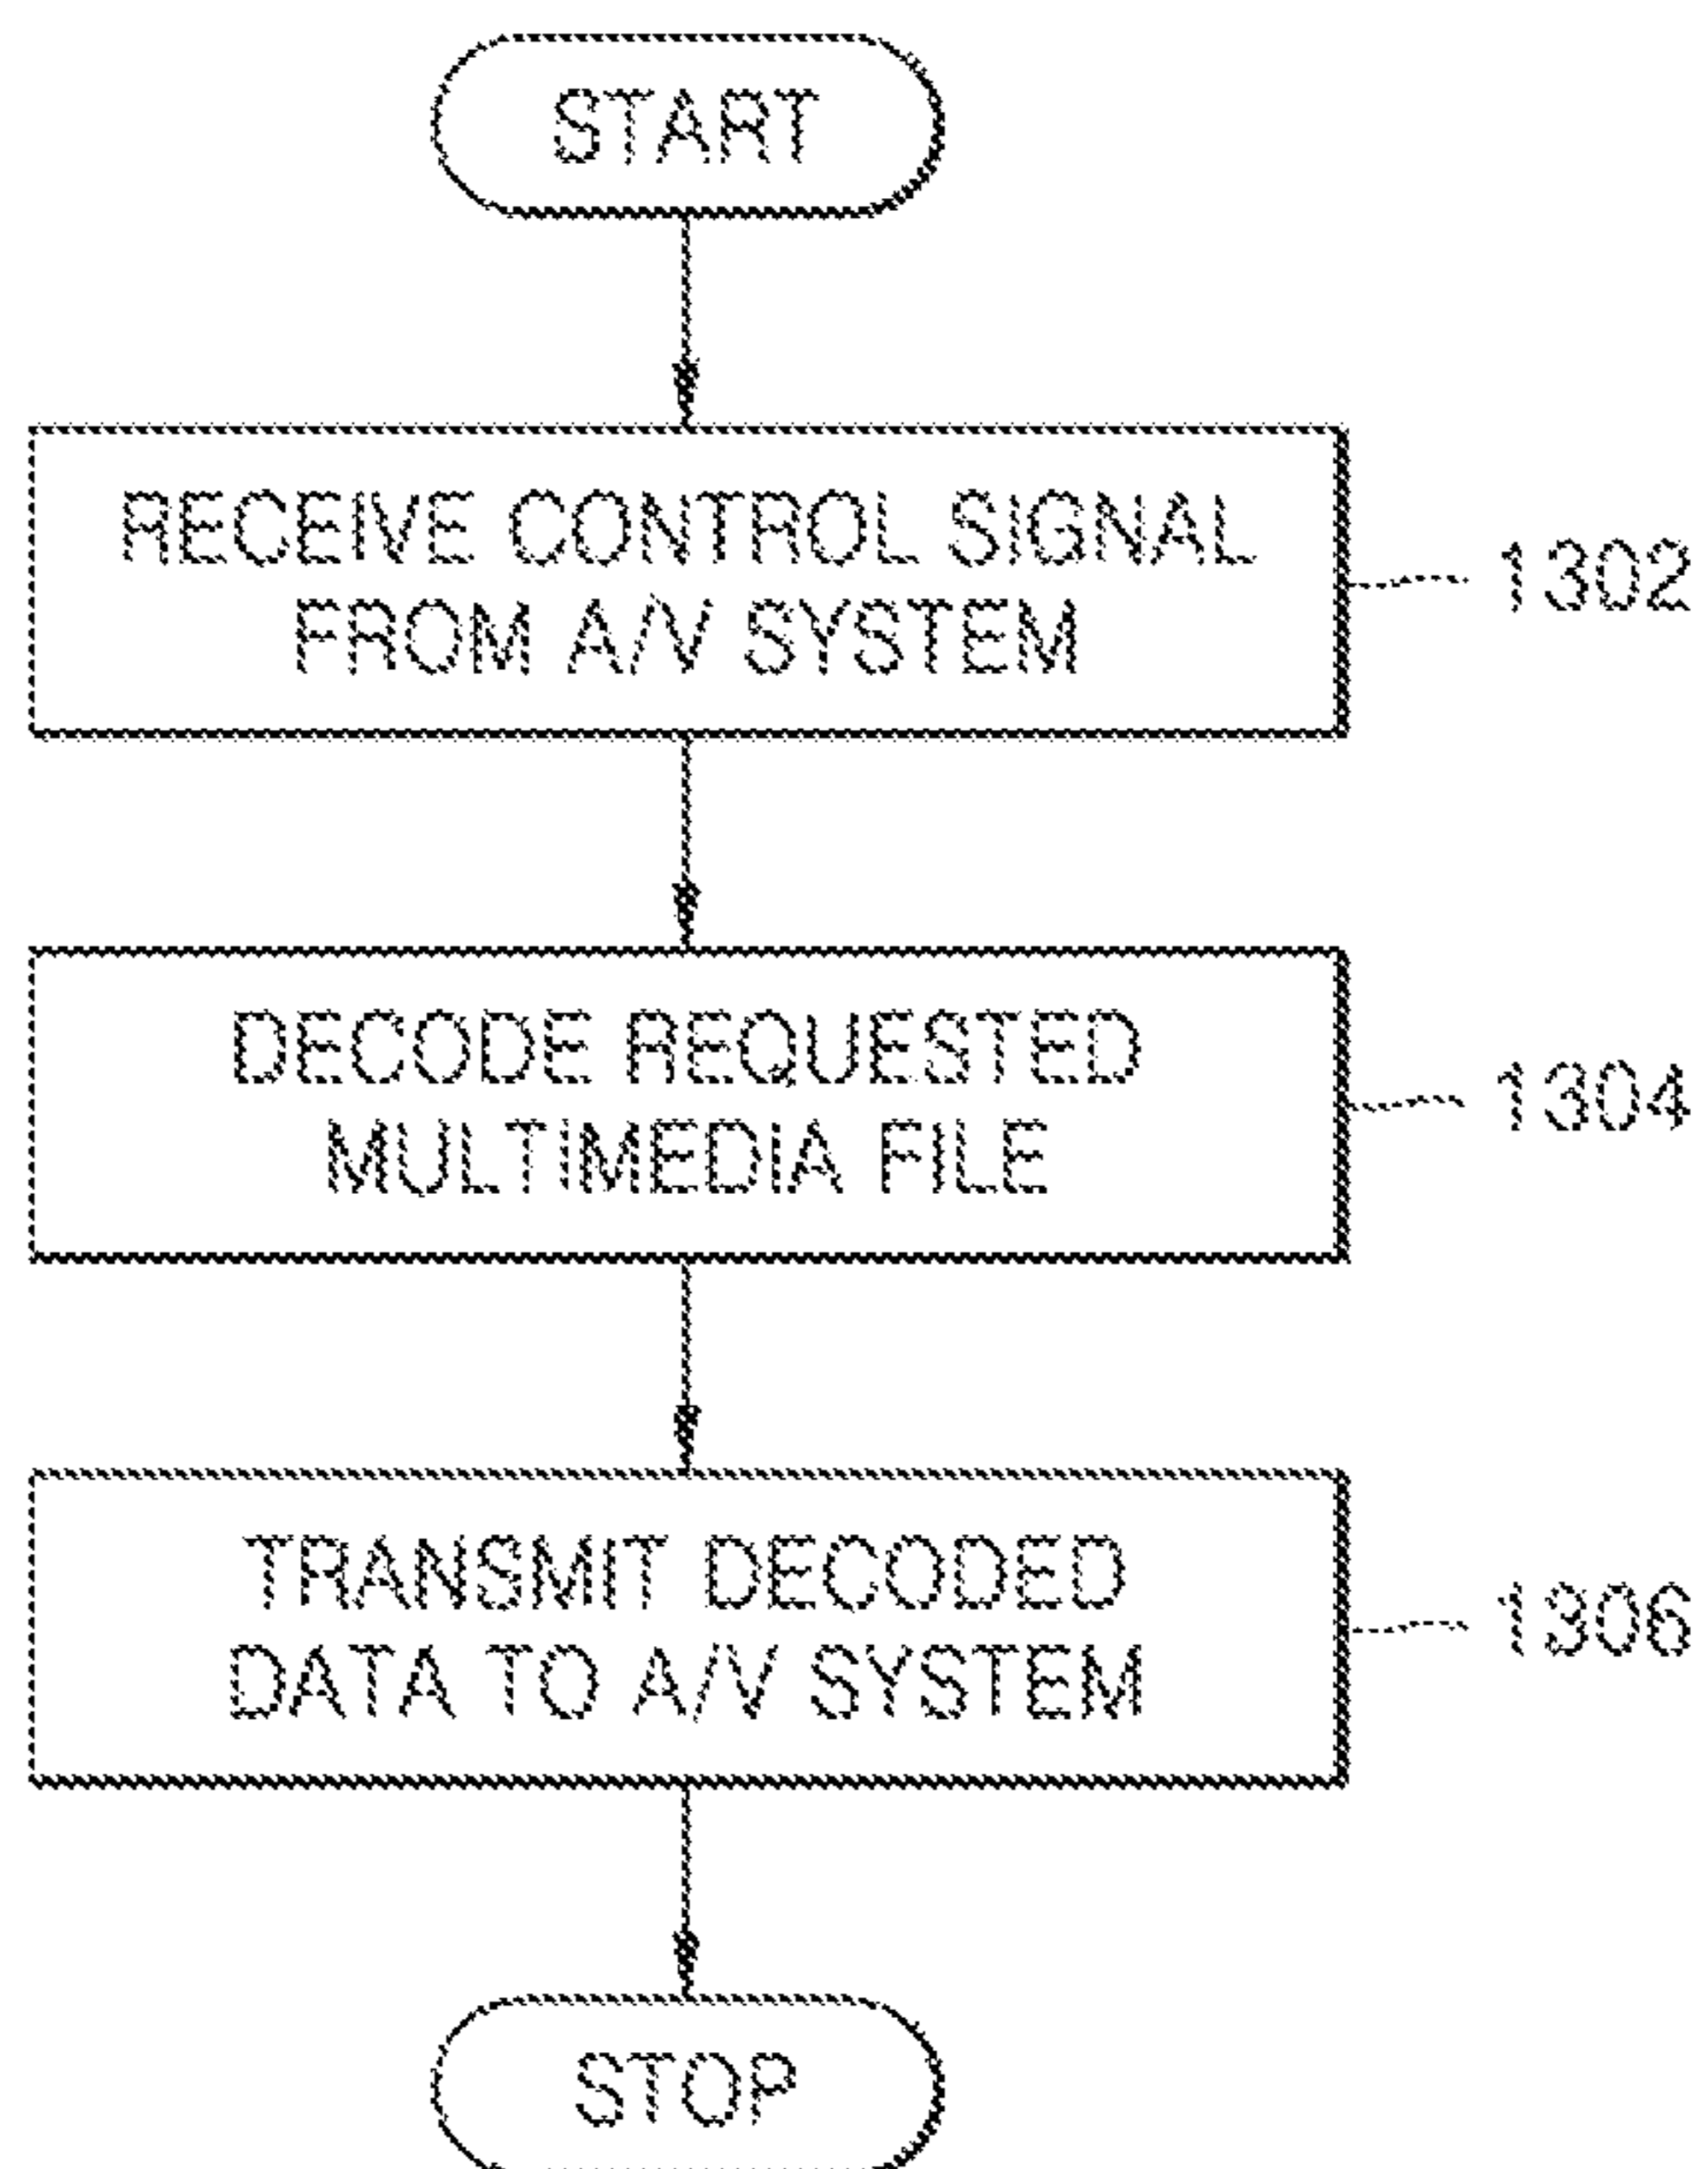 START
RECEIVE CONTROL SIGNAL
FROM A/V SYSTEM
1302
DECODE REQUESTED
MULTIMEDIA FILE
1304
TRANSMIT DECODED
DATA TO A/V SYSTEM
1306
STOP